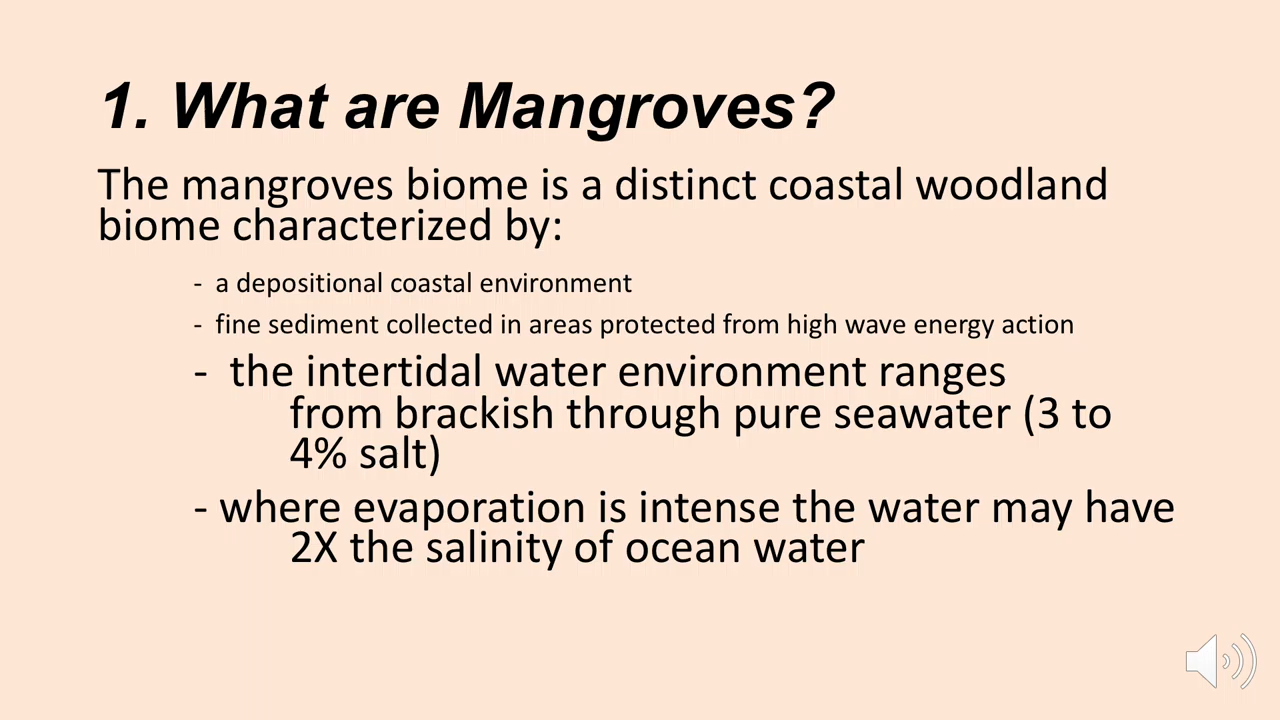 1. What are Mangroves?
The mangroves biome is a distinct coastal woodland
biome characterized by:
- a depositional coastal environment
- fine sediment collected in areas protected from high wave energy action
- the intertidal water environment ranges
from brackish through pure seawater (3 to
4% salt)
- where evaporation is intense the water may have
2X the salinity of ocean water